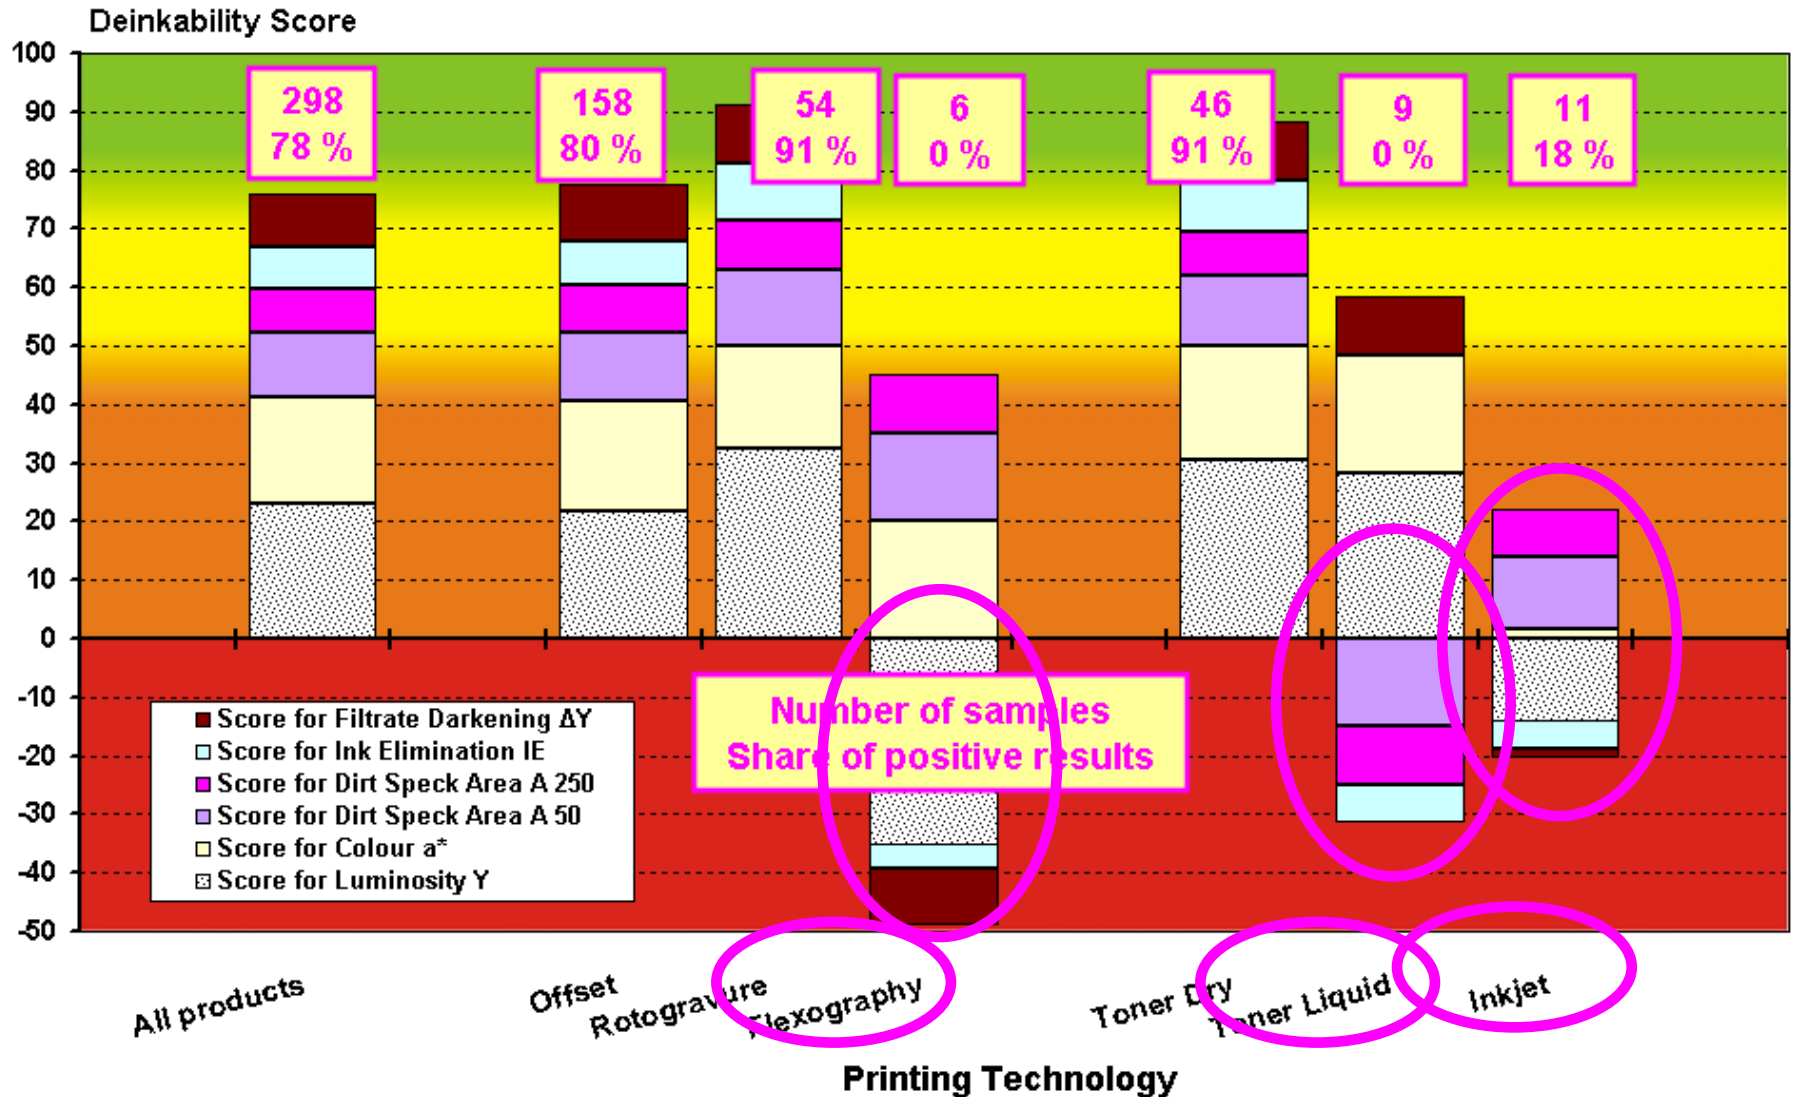 Deinkability Score
100
90
80
70
60
50
40
30
20
10
0
-10
-20
-30
-40
-50
298
78 %
158
80 %
54
91 %
6
0 %
46
91 %
9
0 %
11
18 %
Number of samples
Share of positive results
Score for Filtrate Darkening ΔY
Score for Ink Elimination IE
Score for Dirt Speck Area A 250
Score for Dirt Speck Area A 50
Score for Colour a*
Score for Luminosity Y
All products
Offset
Rotogravure
Flexography
Toner Dry
Toner Liquid
Inkjet
Printing Technology